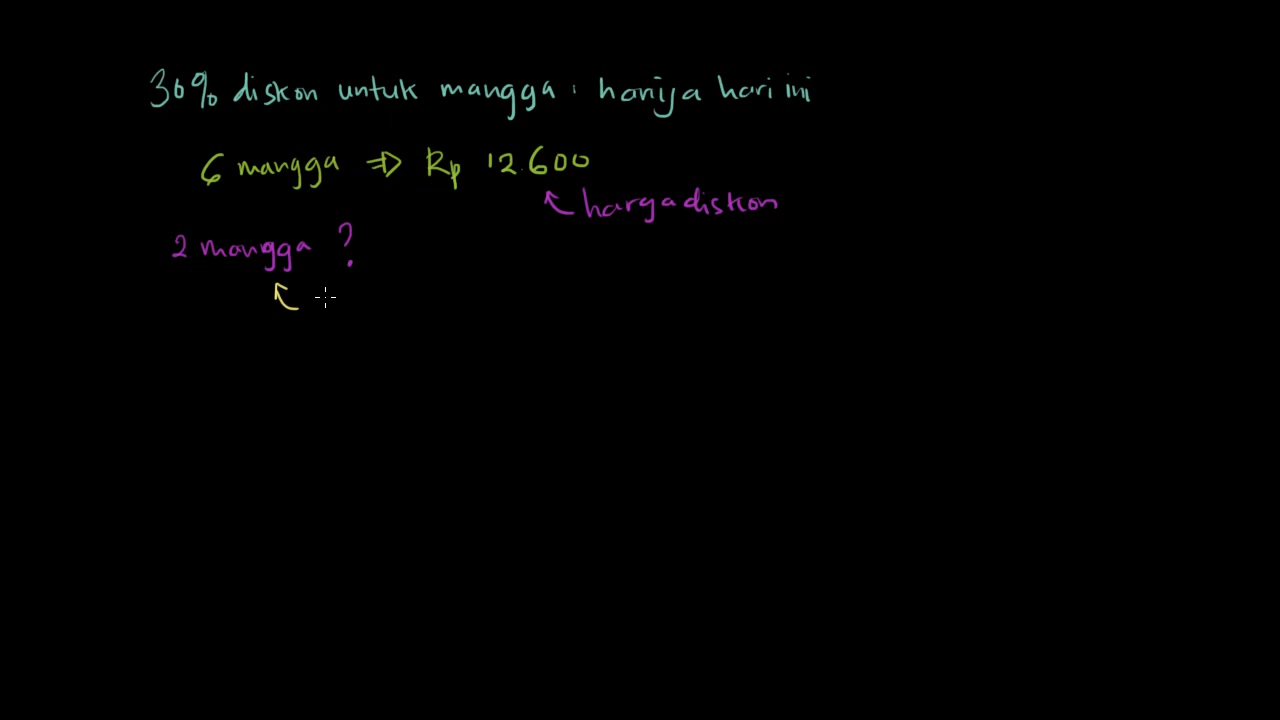 30% diskon untuk mangga : hanya hari ini
6 mangga ⇒ Rp 12.600
↖ harga diskon
2 mangga ?